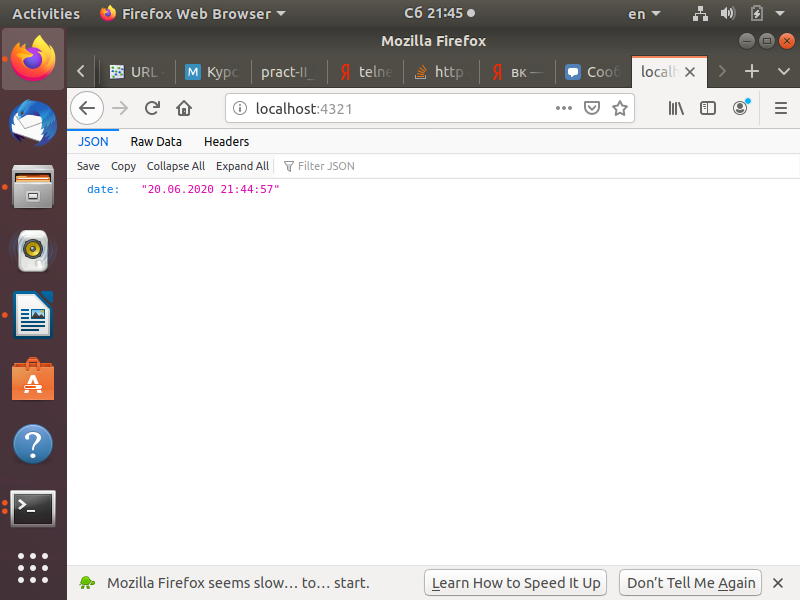 Activities Firefox Web Browser Сб 21:45 en
Mozilla Firefox
URL Курс pract-II_ telne http вк — Сооб localh
localhost:4321
JSON Raw Data Headers
Save Copy Collapse All Expand All Filter JSON
date: "20.06.2020 21:44:57"
Mozilla Firefox seems slow… to… start. Learn How to Speed It Up Don't Tell Me Again